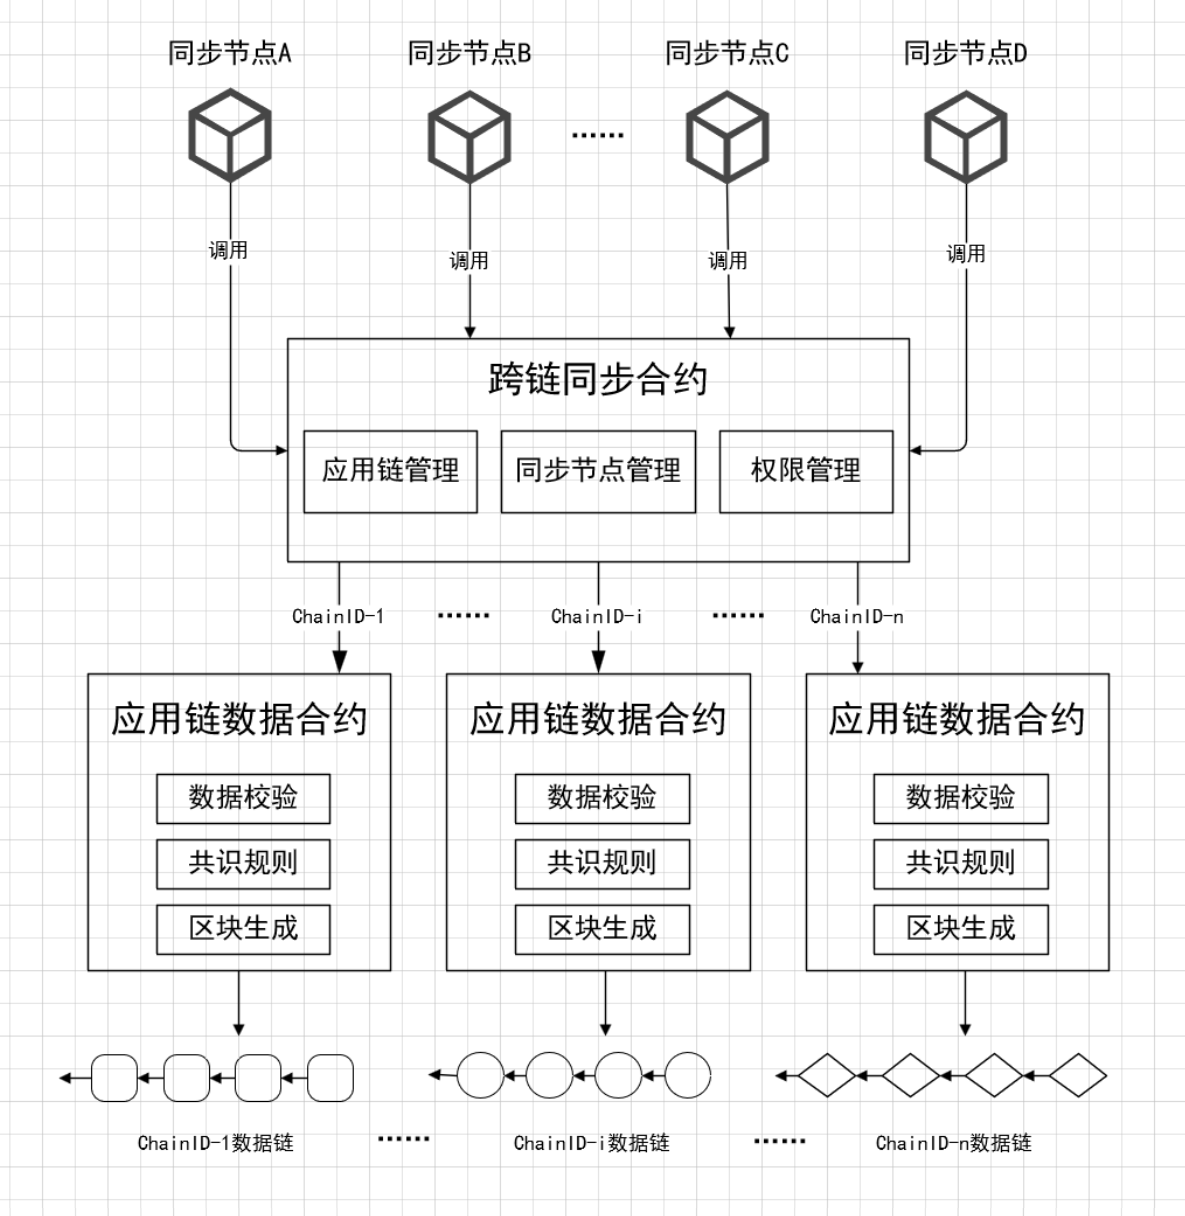 同步节点A
同步节点B
同步节点C
同步节点D
······
调用
调用
调用
调用
跨链同步合约
应用链管理
同步节点管理
权限管理
ChainID-1
······
ChainID-i
······
ChainID-n
应用链数据合约
应用链数据合约
应用链数据合约
数据校验
数据校验
数据校验
共识规则
共识规则
共识规则
区块生成
区块生成
区块生成
ChainID-1数据链
······
ChainID-i数据链
······
ChainID-n数据链